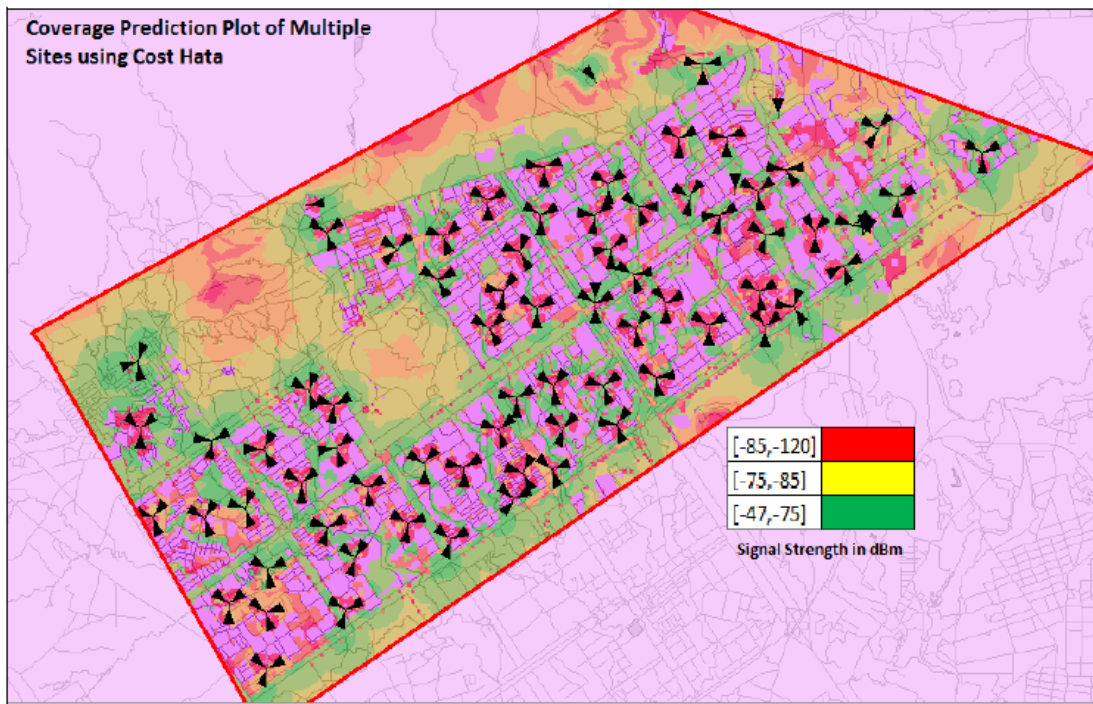 Coverage Prediction Plot of Multiple
Sites using Cost Hata
[-85,-120]
[-75,-85]
[-47,-75]
Signal Strength in dBm